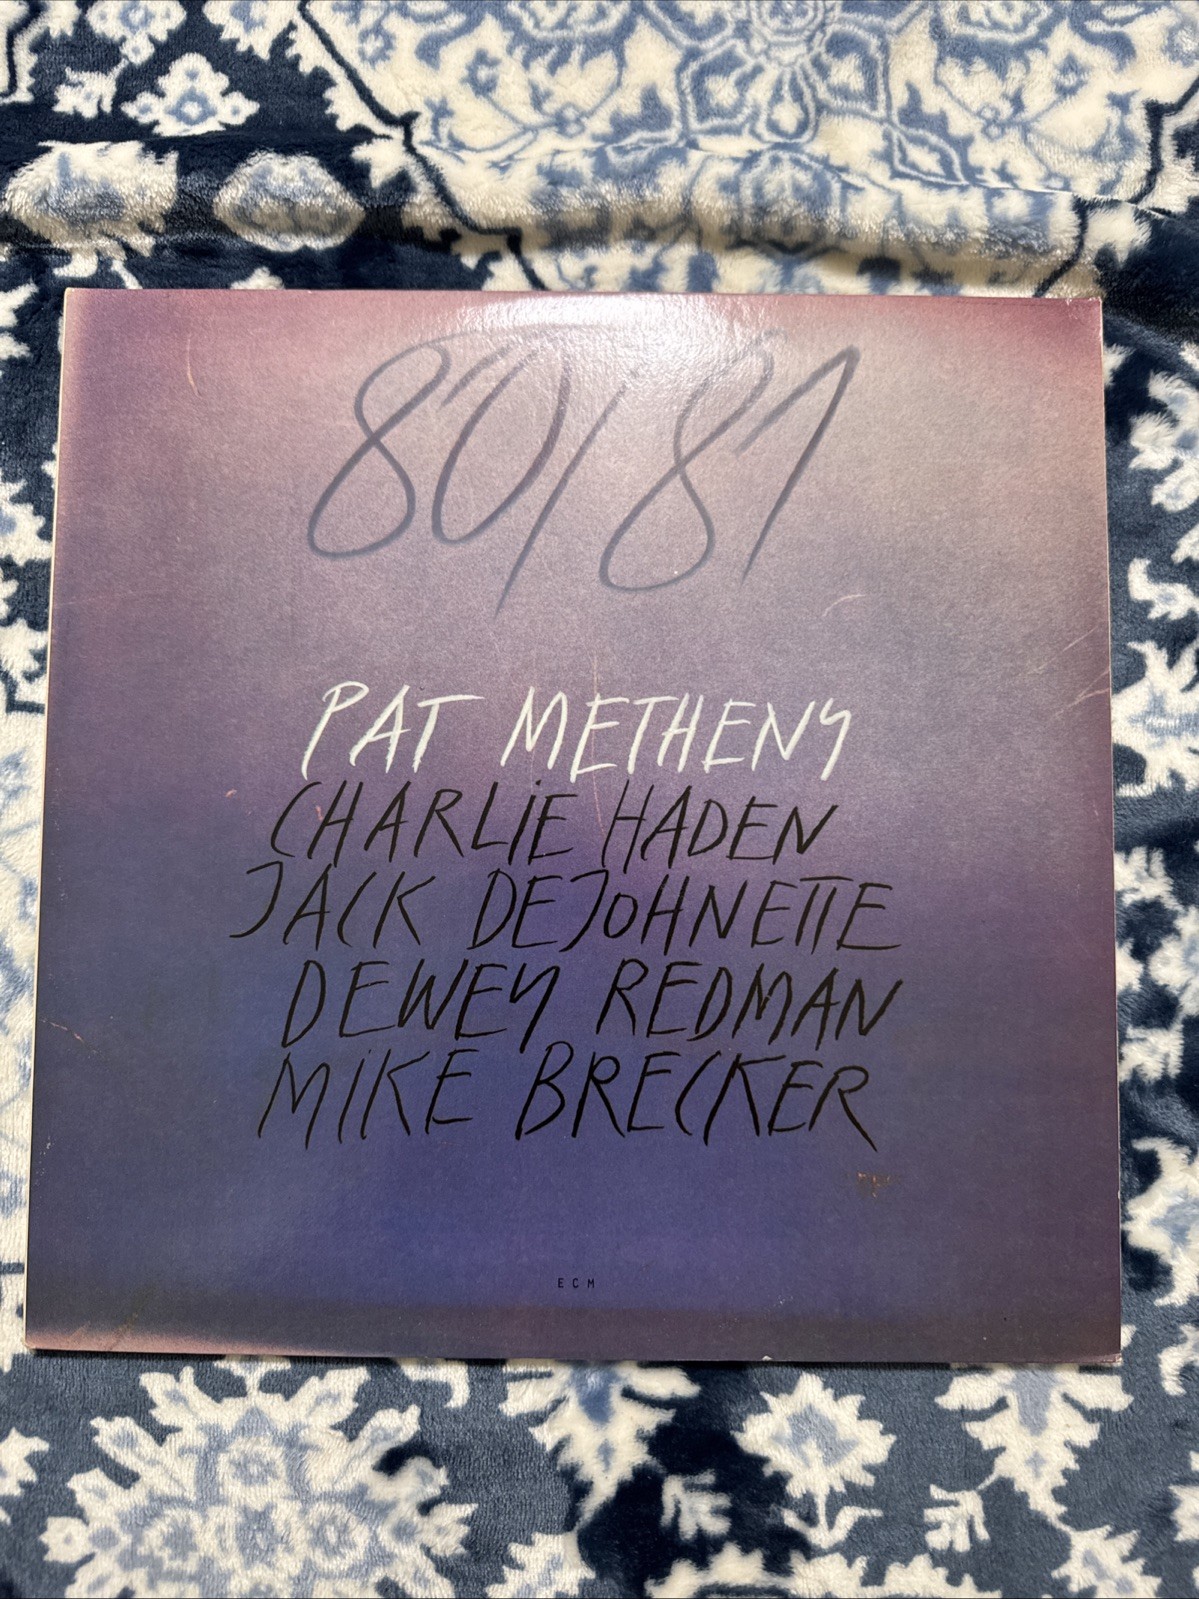 80/81
PAT METHENY
CHARLIE HADEN
JACK DEJOHNETTE
DEWEY REDMAN
MIKE BRECKER
ECM